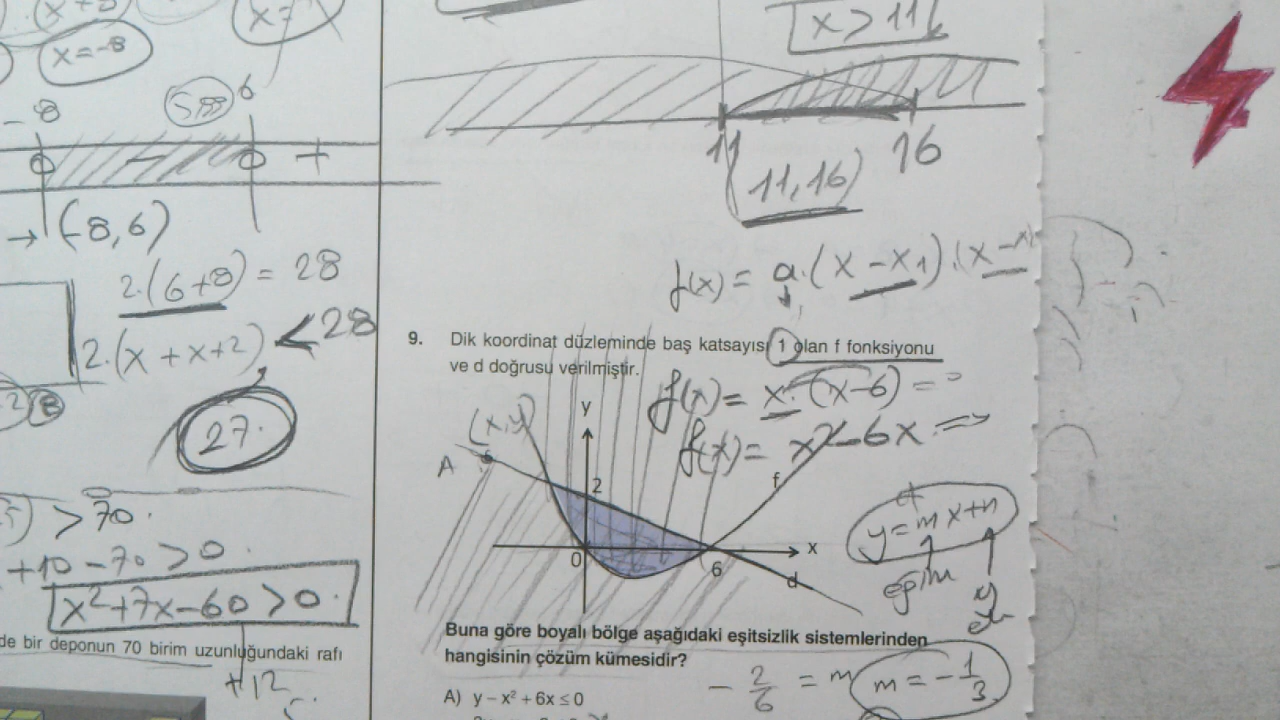 x=-8
x=
-8
6
+
→ (-8,6)
2.(6+8) = 28
2.(x+x+2) < 28
27.
>70.
+10-70>0.
x²+7x-60>0.
de bir deponun 70 birim uzunluğundaki rafı
+12
x>11
11
16
(11,16)
f(x) = a.(x-x₁).(x-x
9. Dik koordinat düzleminde baş katsayısı 1 olan f fonksiyonu
ve d doğrusu verilmiştir.
f(x) = x.(x-6) =
f(x) = x²-6x =
(x,y)
A
y
2
f
0
6
x
d
y=mx+n
eğim
y
Buna göre boyalı bölge aşağıdaki eşitsizlik sistemlerinden
hangisinin çözüm kümesidir?
-2/6 = m
m = -1/3
A) y – x² + 6x ≤ 0